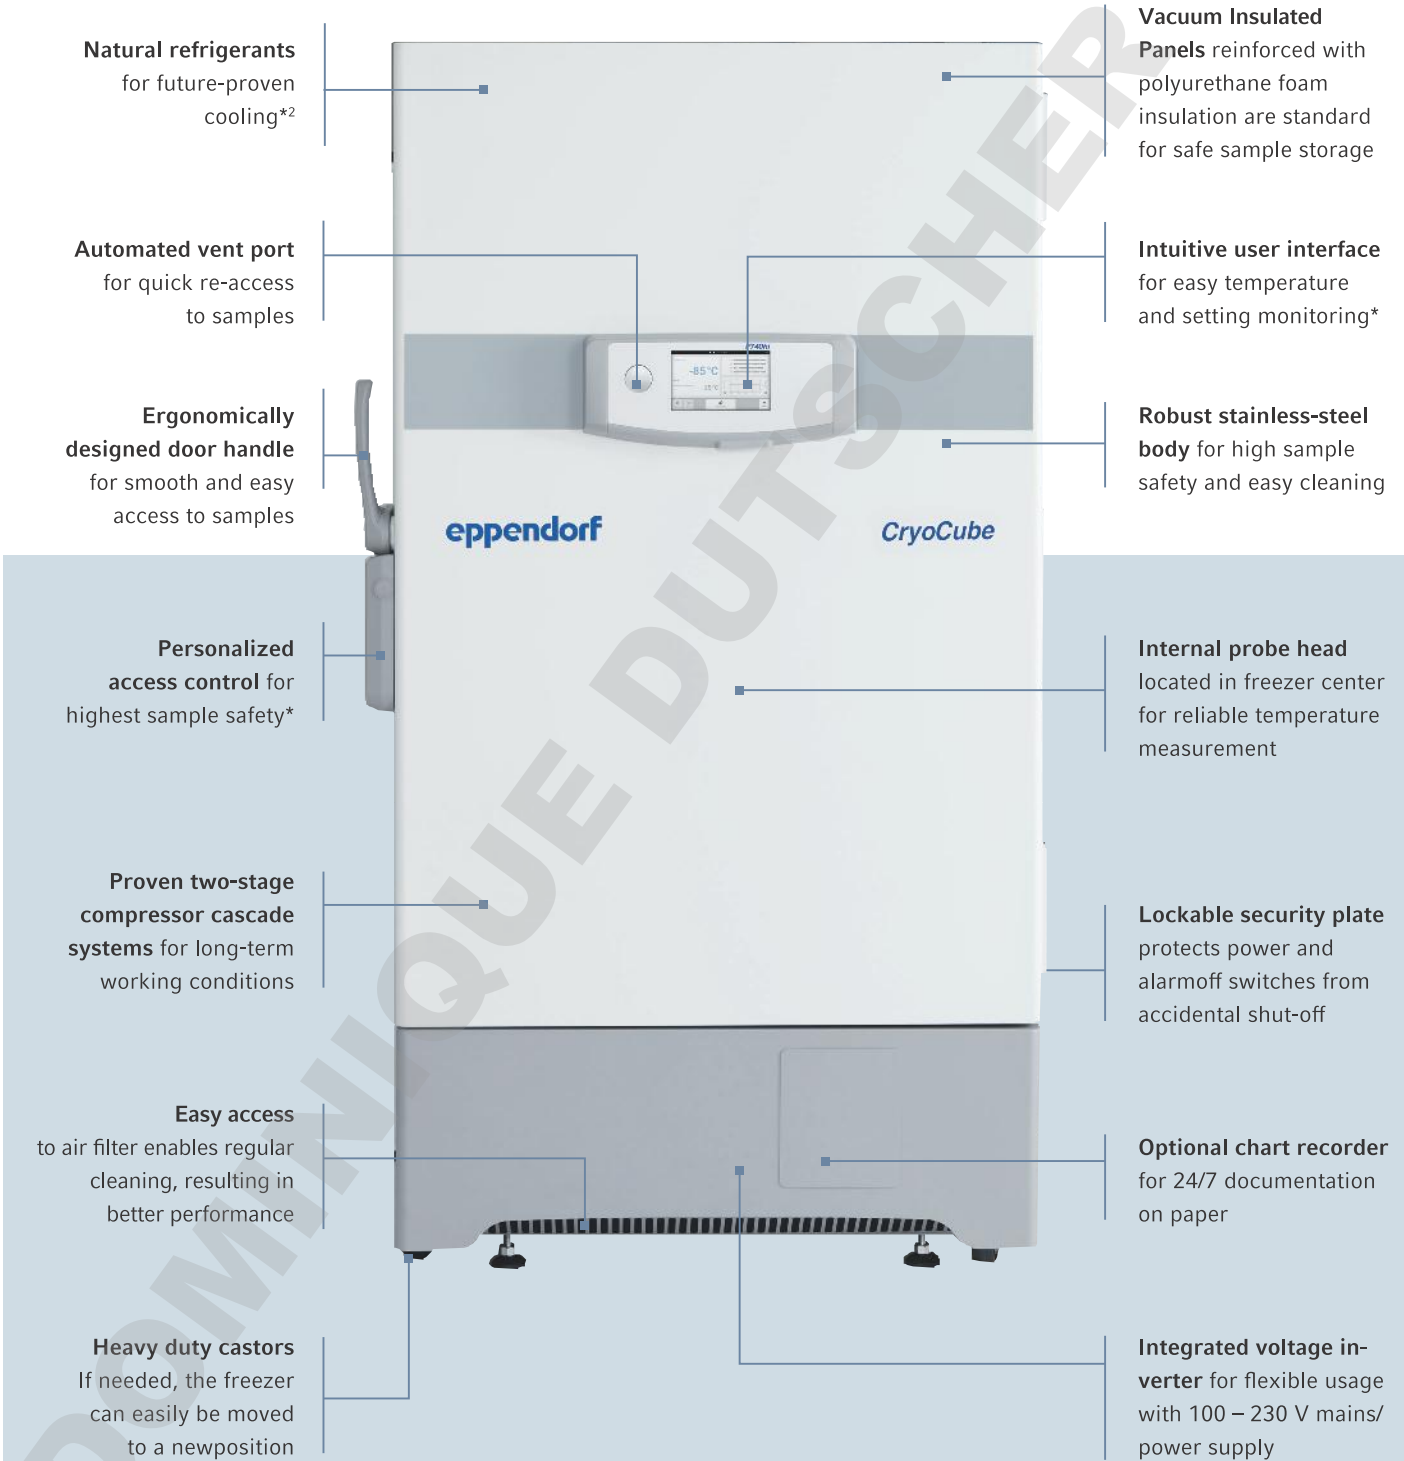 Natural refrigerants
for future-proven
cooling*²
Vacuum Insulated
Panels reinforced with
polyurethane foam
insulation are standard
for safe sample storage
Automated vent port
for quick re-access
to samples
Intuitive user interface
for easy temperature
and setting monitoring*
F740hi
-85°C
Ergonomically
designed door handle
for smooth and easy
access to samples
Robust stainless-steel
body for high sample
safety and easy cleaning
eppendorf
CryoCube
Personalized
access control for
highest sample safety*
Internal probe head
located in freezer center
for reliable temperature
measurement
Proven two-stage
compressor cascade
systems for long-term
working conditions
Lockable security plate
protects power and
alarmoff switches from
accidental shut-off
Easy access
to air filter enables regular
cleaning, resulting in
better performance
Optional chart recorder
for 24/7 documentation
on paper
Heavy duty castors
If needed, the freezer
can easily be moved
to a newposition
Integrated voltage in-
verter for flexible usage
with 100 – 230 V mains/
power supply
DOMINIQUE DUTSCHER